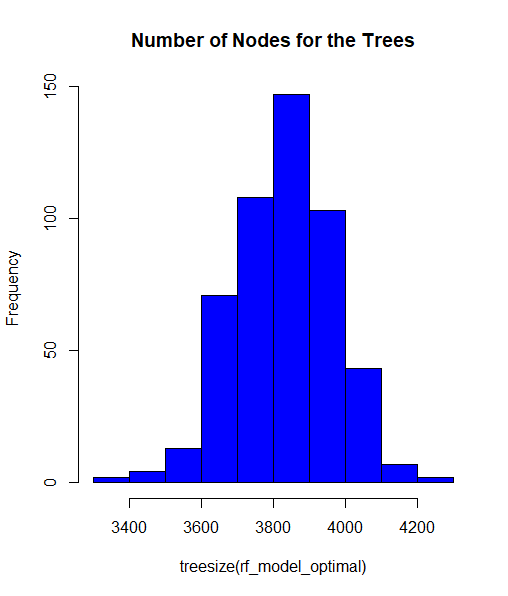 Number of Nodes for the Trees
150
100
50
0
Frequency
3400 3600 3800 4000 4200
treesize(rf_model_optimal)